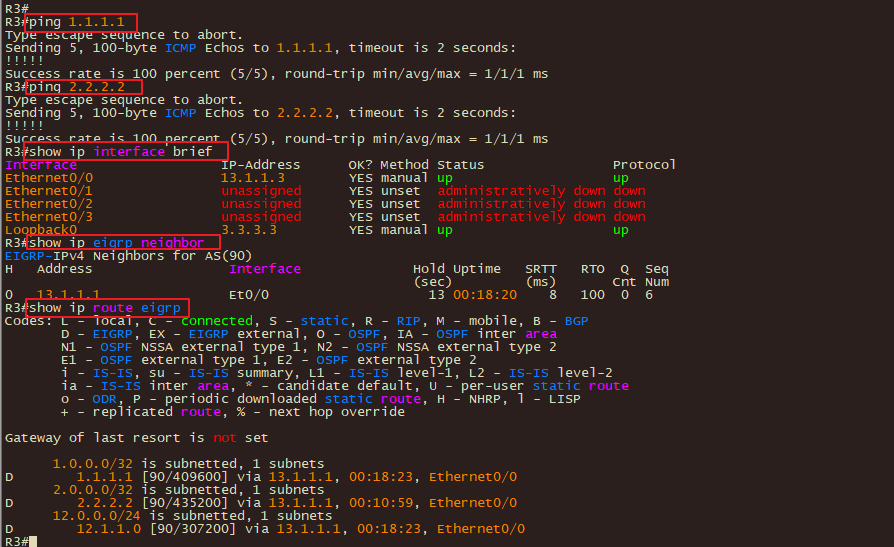 R3#
R3#ping 1.1.1.1
Type escape sequence to abort.
Sending 5, 100-byte ICMP Echos to 1.1.1.1, timeout is 2 seconds:
!!!!!
Success rate is 100 percent (5/5), round-trip min/avg/max = 1/1/1 ms
R3#ping 2.2.2.2
Type escape sequence to abort.
Sending 5, 100-byte ICMP Echos to 2.2.2.2, timeout is 2 seconds:
!!!!!
Success rate is 100 percent (5/5), round-trip min/avg/max = 1/1/1 ms
R3#show ip interface brief
Interface                  IP-Address      OK? Method Status                Protocol
Ethernet0/0                13.1.1.3        YES manual up                    up
Ethernet0/1                unassigned      YES unset  administratively down down
Ethernet0/2                unassigned      YES unset  administratively down down
Ethernet0/3                unassigned      YES unset  administratively down down
Loopback0                  3.3.3.3         YES manual up                    up
R3#show ip eigrp neighbor
EIGRP-IPv4 Neighbors for AS(90)
H   Address                 Interface              Hold Uptime   SRTT   RTO  Q  Seq
                                                   (sec)         (ms)       Cnt Num
0   13.1.1.1                Et0/0                    13 00:18:20    8   100  0  6
R3#show ip route eigrp
Codes: L - local, C - connected, S - static, R - RIP, M - mobile, B - BGP
       D - EIGRP, EX - EIGRP external, O - OSPF, IA - OSPF inter area
       N1 - OSPF NSSA external type 1, N2 - OSPF NSSA external type 2
       E1 - OSPF external type 1, E2 - OSPF external type 2
       i - IS-IS, su - IS-IS summary, L1 - IS-IS level-1, L2 - IS-IS level-2
       ia - IS-IS inter area, * - candidate default, U - per-user static route
       o - ODR, P - periodic downloaded static route, H - NHRP, l - LISP
       + - replicated route, % - next hop override
Gateway of last resort is not set
      1.0.0.0/32 is subnetted, 1 subnets
D        1.1.1.1 [90/409600] via 13.1.1.1, 00:18:23, Ethernet0/0
      2.0.0.0/32 is subnetted, 1 subnets
D        2.2.2.2 [90/435200] via 13.1.1.1, 00:10:59, Ethernet0/0
      12.0.0.0/24 is subnetted, 1 subnets
D        12.1.1.0 [90/307200] via 13.1.1.1, 00:18:23, Ethernet0/0
R3#